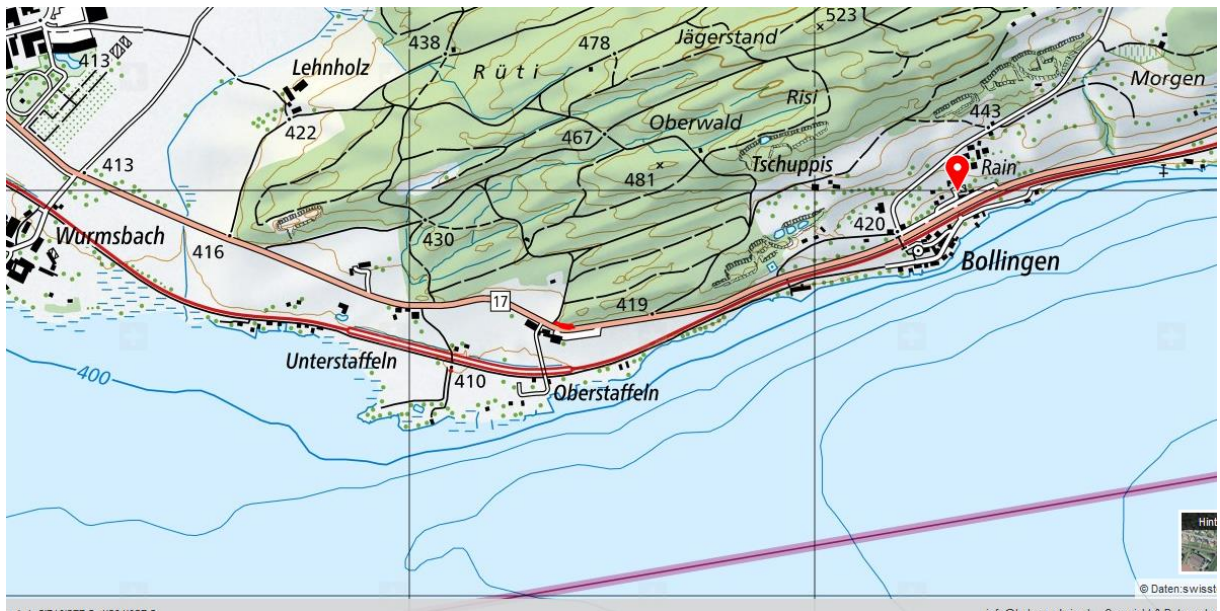 523
438
478
Jägerstand
413
Lehnholz
Rüti
Morgen
Risi
422
467
Oberwald
443
413
Tschuppis
Rain
481
Wurmsbach
416
430
420
Bollingen
17
419
Unterstaffeln
410
Oberstaffeln
400
Hint
© Daten:swisst